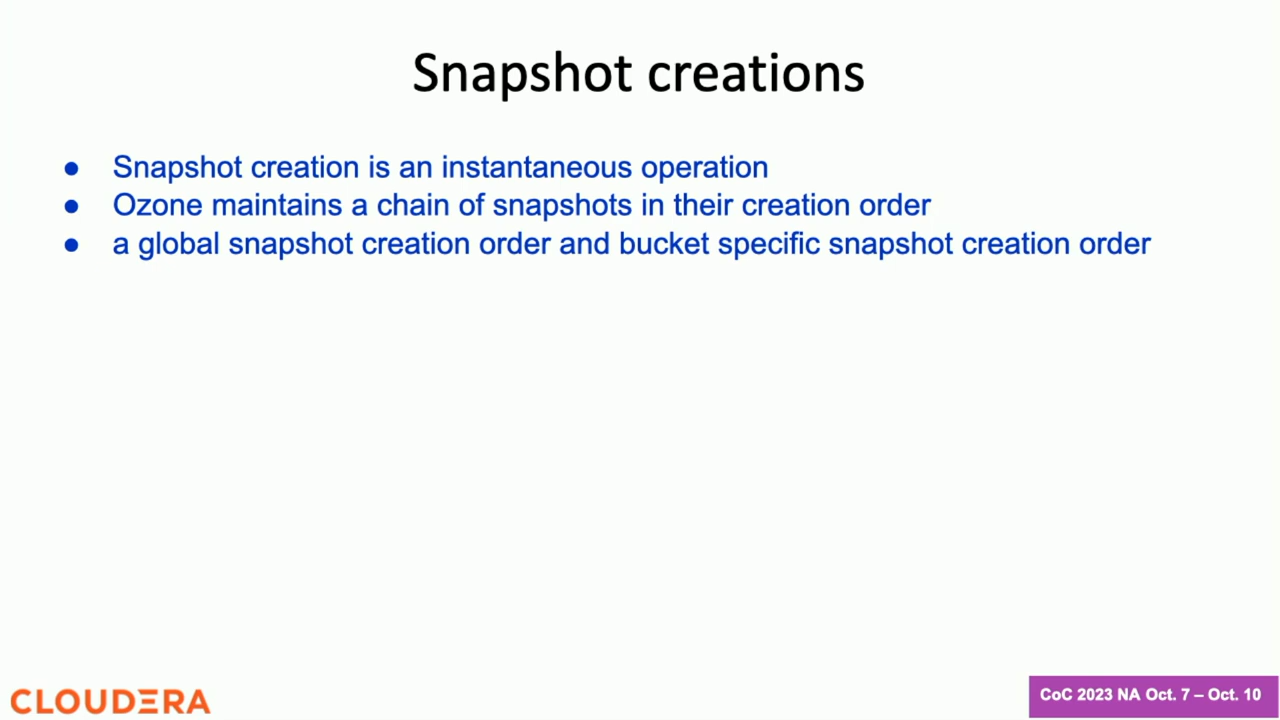 Snapshot creations
● Snapshot creation is an instantaneous operation
● Ozone maintains a chain of snapshots in their creation order
● a global snapshot creation order and bucket specific snapshot creation order
CLOUDERA
CoC 2023 NA Oct. 7 – Oct. 10